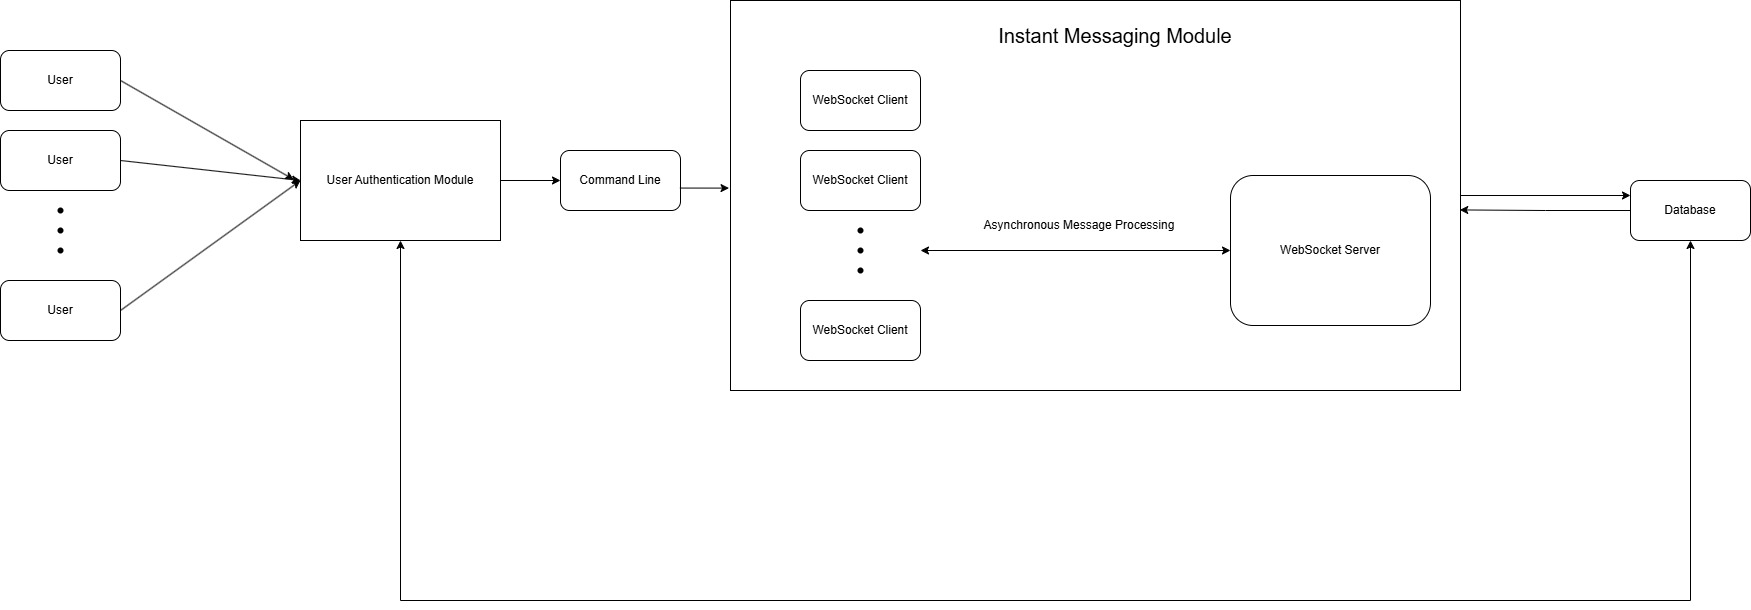 User
User
User
User Authentication Module
Command Line
Instant Messaging Module
WebSocket Client
WebSocket Client
WebSocket Client
Asynchronous Message Processing
WebSocket Server
Database